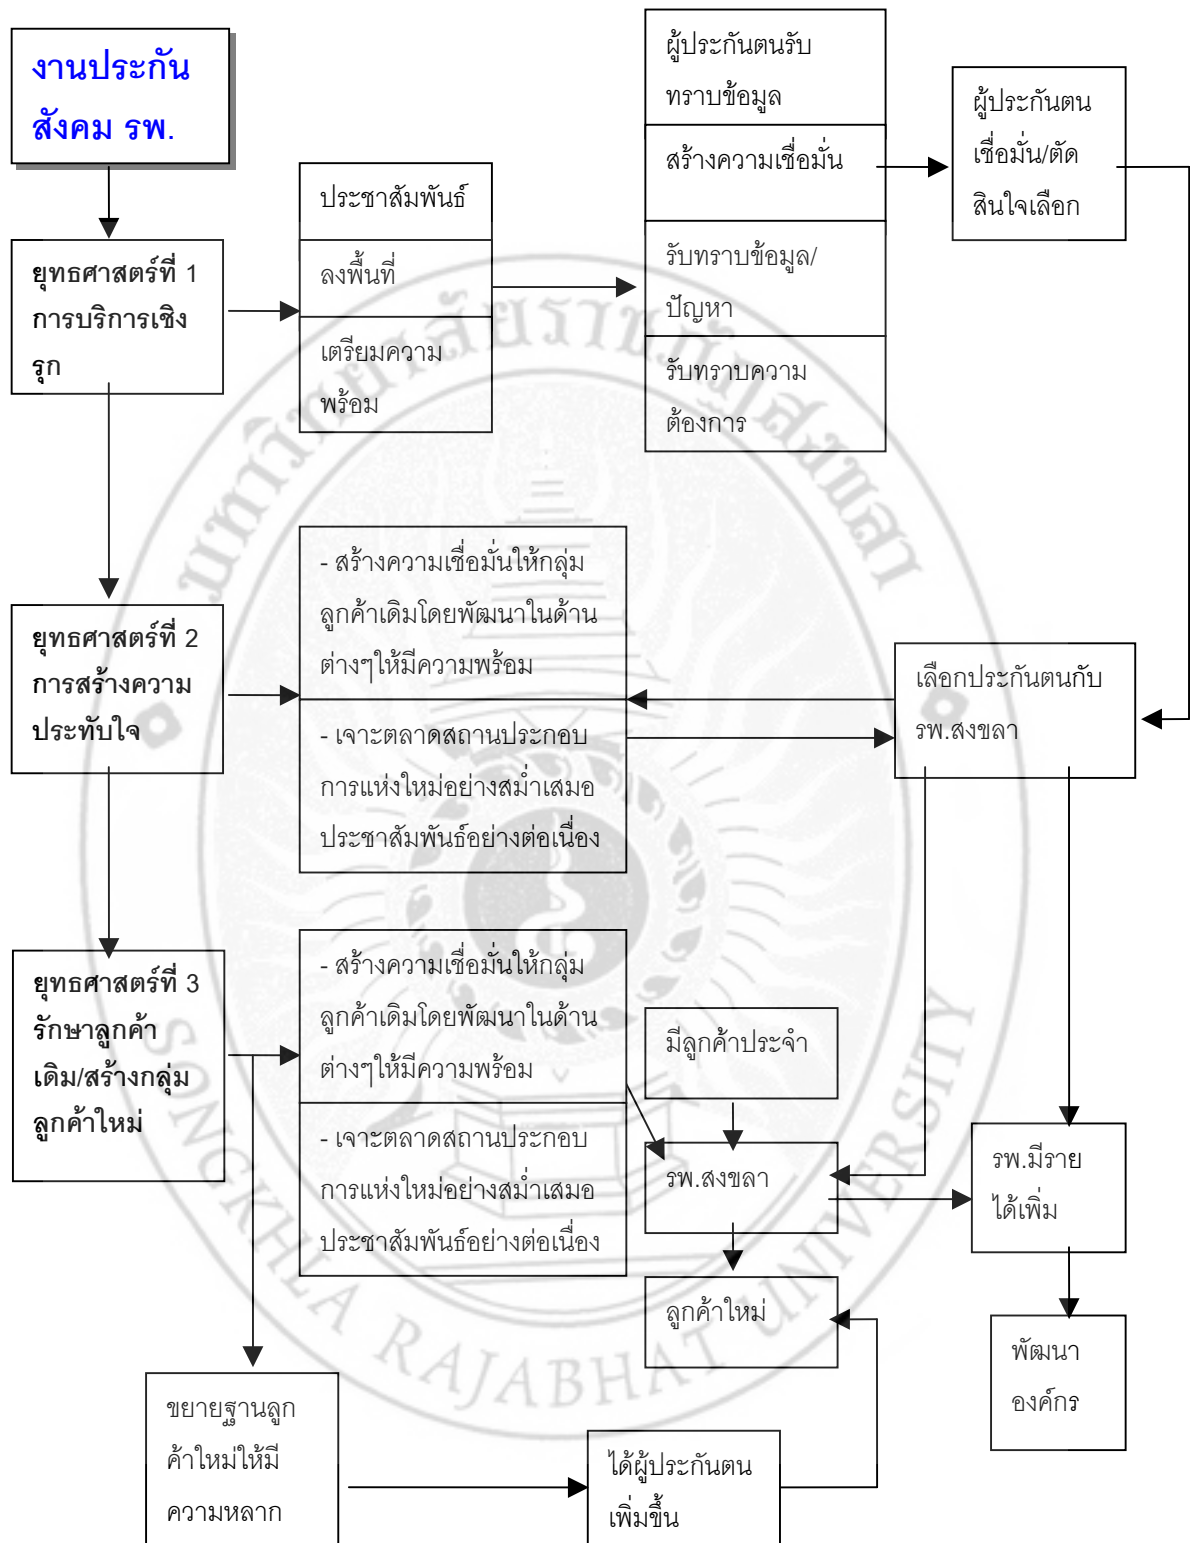 งานประกัน
สังคม รพ.
ยุทธศาสตร์ที่ 1
การบริการเชิง
รุก
ประชาสัมพันธ์
ลงพื้นที่
เตรียมความ
พร้อม
ผู้ประกันตนรับ
ทราบข้อมูล
สร้างความเชื่อมั่น
รับทราบข้อมูล/
ปัญหา
รับทราบความ
ต้องการ
ผู้ประกันตน
เชื่อมั่น/ตัด
สินใจเลือก
ยุทธศาสตร์ที่ 2
การสร้างความ
ประทับใจ
- สร้างความเชื่อมั่นให้กลุ่ม
ลูกค้าเดิมโดยพัฒนาในด้าน
ต่างๆให้มีความพร้อม
- เจาะตลาดสถานประกอบ
การแห่งใหม่อย่างสม่ำเสมอ
ประชาสัมพันธ์อย่างต่อเนื่อง
เลือกประกันตนกับ
รพ.สงขลา
ยุทธศาสตร์ที่ 3
รักษาลูกค้า
เดิม/สร้างกลุ่ม
ลูกค้าใหม่
- สร้างความเชื่อมั่นให้กลุ่ม
ลูกค้าเดิมโดยพัฒนาในด้าน
ต่างๆให้มีความพร้อม
- เจาะตลาดสถานประกอบ
การแห่งใหม่อย่างสม่ำเสมอ
ประชาสัมพันธ์อย่างต่อเนื่อง
มีลูกค้าประจำ
รพ.สงขลา
ลูกค้าใหม่
รพ.มีราย
ได้เพิ่ม
พัฒนา
องค์กร
ขยายฐานลูก
ค้าใหม่ให้มี
ความหลาก
ได้ผู้ประกันตน
เพิ่มขึ้น
มหาวิทยาลัยราชภัฏสงขลา
SONGKHLA RAJABHAT UNIVERSITY